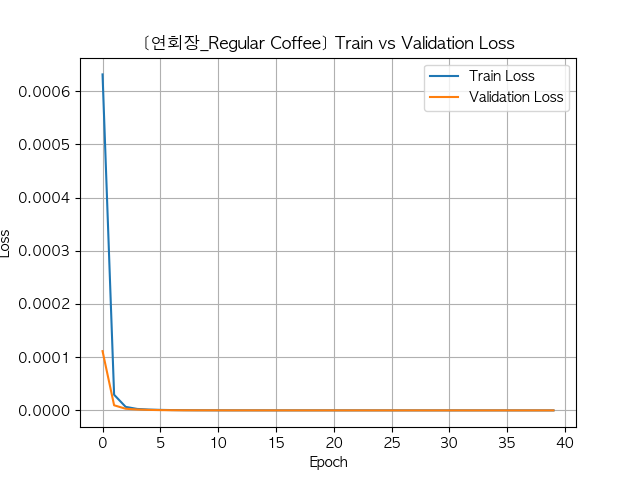 [연회장_Regular Coffee] Train vs Validation Loss
Train Loss
Validation Loss
0.0006
0.0005
0.0004
0.0003
0.0002
0.0001
0.0000
Loss
0 5 10 15 20 25 30 35 40
Epoch